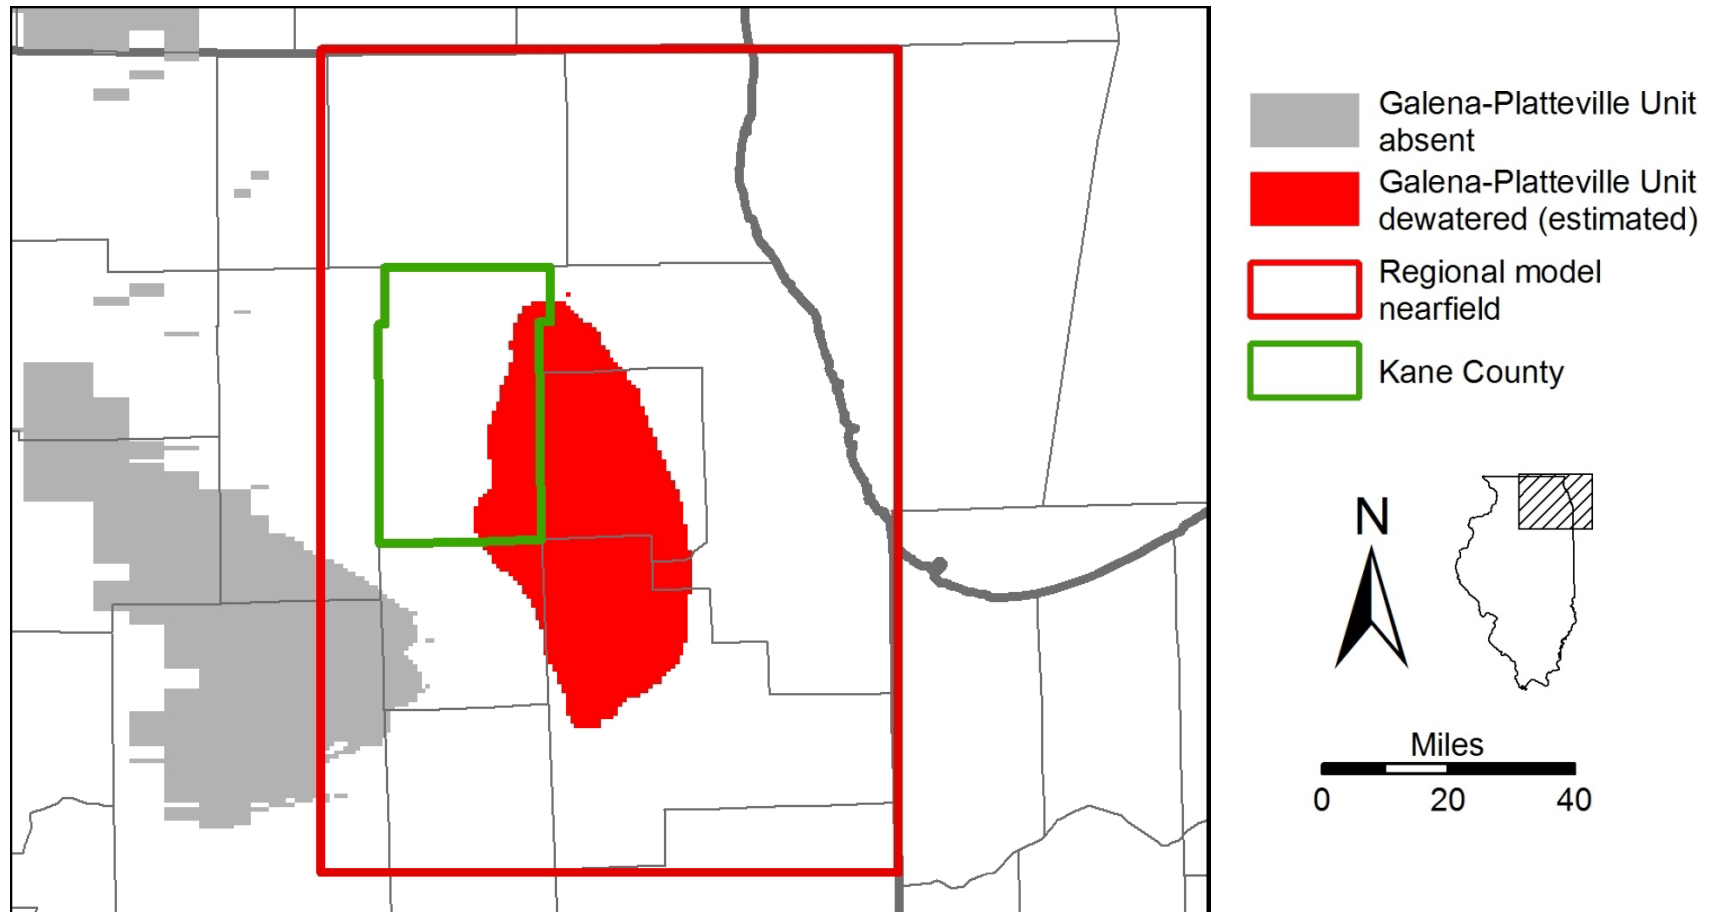 Galena-Platteville Unit
absent
Galena-Platteville Unit
dewatered (estimated)
Regional model
nearfield
Kane County
N
Miles
0 20 40